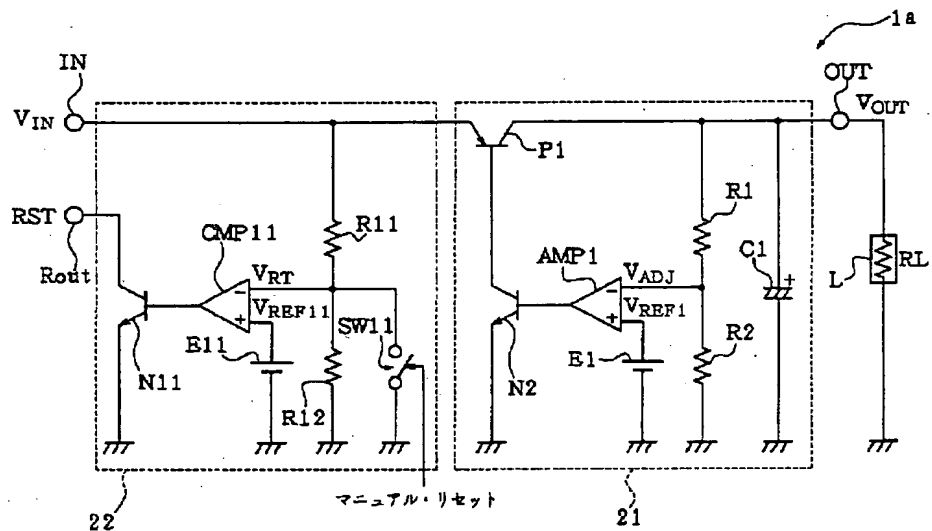 1a
IN
OUT
VIN
VOUT
P1
RST
R11
R1
CMP11
AMP1
C1
+
Rout
VRT
VADJ
L
RL
−
−
VREF11
VREF1
+
+
SW11
R2
E11
E1
N11
N2
R12
22
マニュアル・リセット
21